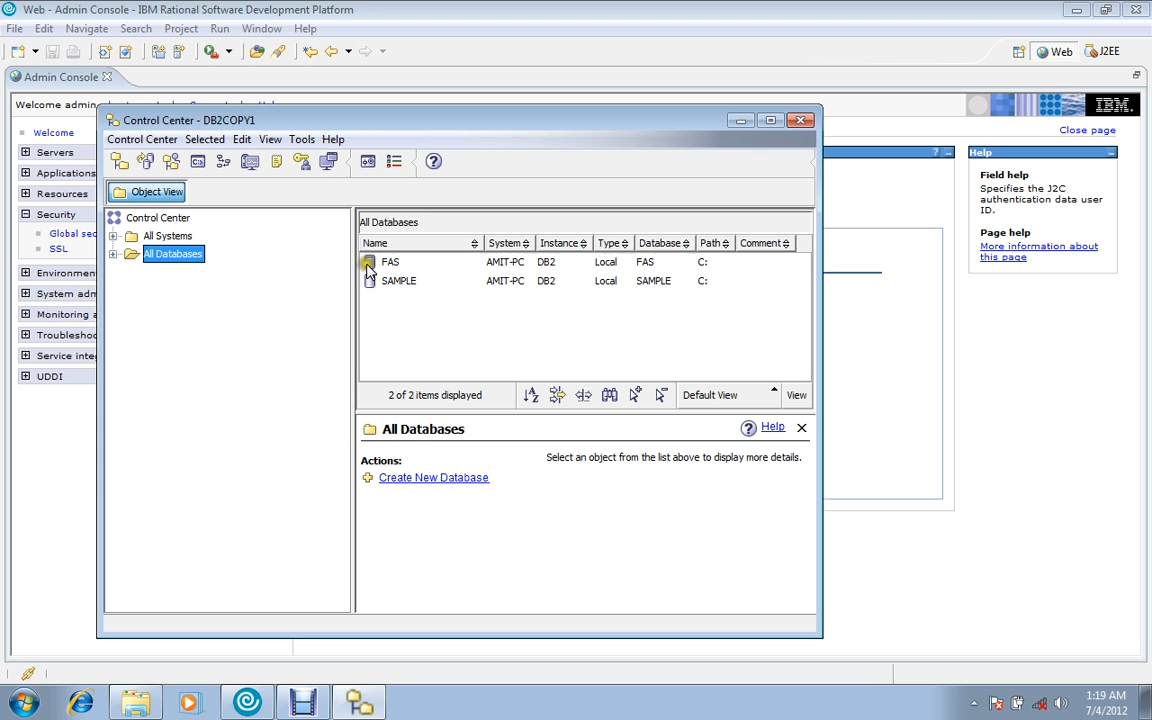 Web - Admin Console - IBM Rational Software Development Platform
File Edit Navigate Search Project Run Window Help
Web J2EE
Admin Console
Welcome admin
IBM.
Close page
Welcome
Servers
Applications
Resources
Security
Global sec
SSL
Environmen
System adm
Monitoring a
Troubleshoo
Service inte
UDDI
Control Center - DB2COPY1
Control Center Selected Edit View Tools Help
Object View
Control Center
All Systems
All Databases
All Databases
Name System Instance Type Database Path Comment
FAS AMIT-PC DB2 Local FAS C:
SAMPLE AMIT-PC DB2 Local SAMPLE C:
2 of 2 items displayed Default View View
All Databases Help
Actions:
Create New Database
Select an object from the list above to display more details.
Help
Field help
Specifies the J2C
authentication data user
ID.
Page help
More information about
this page
1:19 AM
7/4/2012